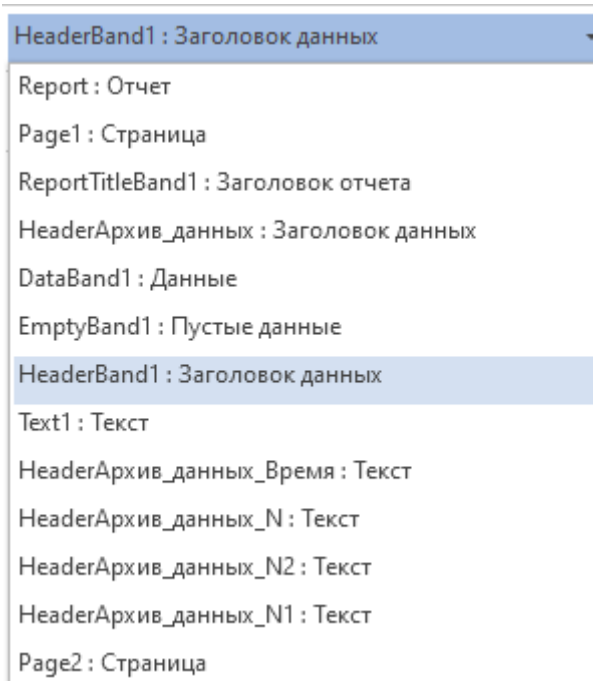 HeaderBand1 : Заголовок данных
Report : Отчет
Page1 : Страница
ReportTitleBand1 : Заголовок отчета
HeaderАрхив_данных : Заголовок данных
DataBand1 : Данные
EmptyBand1 : Пустые данные
HeaderBand1 : Заголовок данных
Text1 : Текст
HeaderАрхив_данных_Время : Текст
HeaderАрхив_данных_N : Текст
HeaderАрхив_данных_N2 : Текст
HeaderАрхив_данных_N1 : Текст
Page2 : Страница